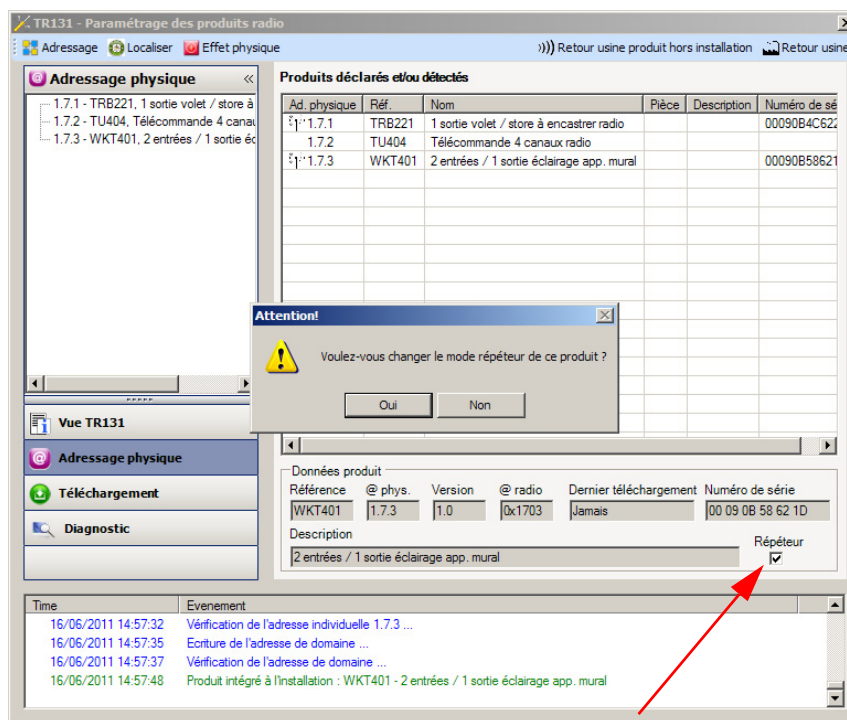 TR131 - Paramétrage des produits radio
Adressage Localiser Effet physique Retour usine produit hors installation Retour usine
Adressage physique «
1.7.1 - TRB221, 1 sortie volet / store à
1.7.2 - TU404, Télécommande 4 canau
1.7.3 - WKT401, 2 entrées / 1 sortie éc
Produits déclarés et/ou détectés
Ad. physique Réf. Nom Pièce Description Numéro de sé
1.7.1 TRB221 1 sortie volet / store à encastrer radio 00090B4C622
1.7.2 TU404 Télécommande 4 canaux radio
1.7.3 WKT401 2 entrées / 1 sortie éclairage app. mural 00090B58621
Attention!
Voulez-vous changer le mode répéteur de ce produit ?
Oui Non
Vue TR131
Adressage physique
Téléchargement
Diagnostic
Données produit
Référence @ phys. Version @ radio Dernier téléchargement Numéro de série
WKT401 1.7.3 1.0 0x1703 Jamais 00 09 0B 58 62 1D
Description
Répéteur
2 entrées / 1 sortie éclairage app. mural
Time Evenement
16/06/2011 14:57:32 Vérification de l'adresse individuelle 1.7.3 ...
16/06/2011 14:57:35 Ecriture de l'adresse de domaine ...
16/06/2011 14:57:37 Vérification de l'adresse de domaine ...
16/06/2011 14:57:48 Produit intégré à l'Installation : WKT401 - 2 entrées / 1 sortie éclairage app. mural